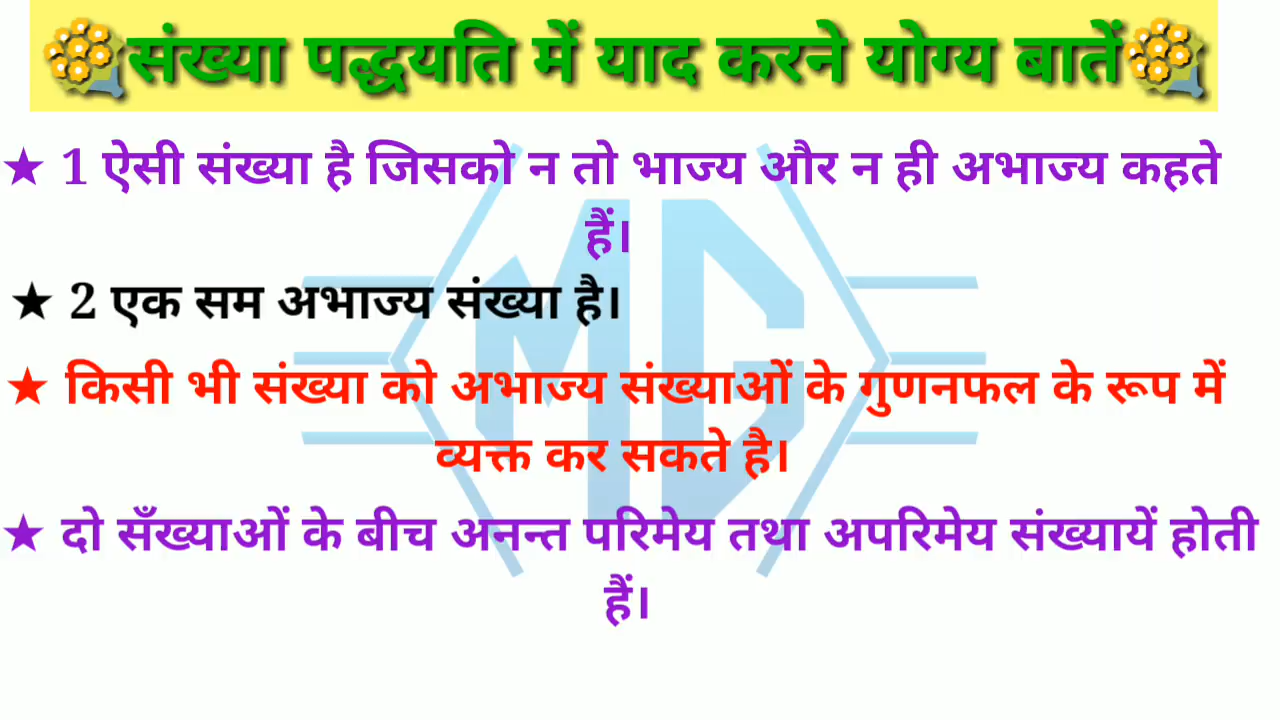 संख्या पद्धयति में याद करने योग्य बातें
★ 1 ऐसी संख्या है जिसको न तो भाज्य और न ही अभाज्य कहते
हैं।
★ 2 एक सम अभाज्य संख्या है।
★ किसी भी संख्या को अभाज्य संख्याओं के गुणनफल के रूप में
व्यक्त कर सकते है।
★ दो सँख्याओं के बीच अनन्त परिमेय तथा अपरिमेय संख्यायें होती
हैं।
MG